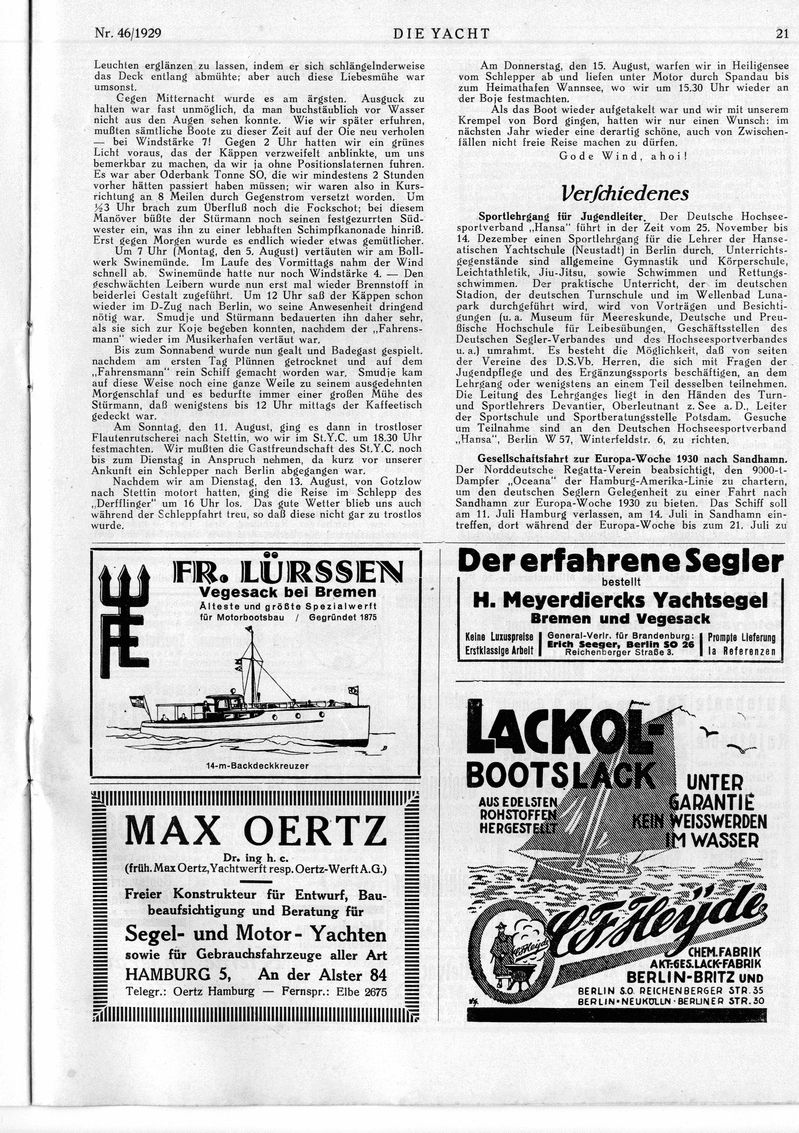 Nr. 46/1929
DIE YACHT
21
Leuchten erglänzen zu lassen, indem er sich schlängelnderweise
das Deck entlang abmühte; aber auch diese Liebesmühe war
umsonst.
Gegen Mitternacht wurde es am ärgsten. Ausguck zu
halten war fast unmöglich, da man buchstäublich vor Wasser
nicht aus den Augen sehen konnte. Wie wir später erfuhren,
mußten sämtliche Boote zu dieser Zeit auf der Oie neu verholen
— bei Windstärke 7! Gegen 2 Uhr hatten wir ein grünes
Licht voraus, das der Käppen verzweifelt anblinkte, um uns
bemerkbar zu machen, da wir ja ohne Positionslaternen fuhren.
Es war aber Oderbank Tonne SO, die wir mindestens 2 Stunden
vorher hätten passiert haben müssen; wir waren also in Kurs-
richtung an 8 Meilen durch Gegenstrom versetzt worden. Um
½3 Uhr brach zum Überfluß noch die Fockschot; bei diesem
Manöver büßte der Stürmann noch seinen festgezurrten Süd-
wester ein, was ihn zu einer lebhaften Schimpfkanonade hinriß.
Erst gegen Morgen wurde es endlich wieder etwas gemütlicher.
Um 7 Uhr (Montag, den 5. August) vertäuten wir am Boll-
werk Swinemünde. Im Laufe des Vormittags nahm der Wind
schnell ab. Swinemünde hatte nur noch Windstärke 4. — Den
geschwächten Leibern wurde nun erst mal wieder Brennstoff in
beiderlei Gestalt zugeführt. Um 12 Uhr saß der Käppen schon
wieder im D-Zug nach Berlin, wo seine Anwesenheit dringend
nötig war. Smudje und Stürmann bedauerten ihn daher sehr,
als sie sich zur Koje begeben konnten, nachdem der „Fahrens-
mann" wieder im Musikerhafen vertäut war.
Bis zum Sonnabend wurde nun gealt und Badegast gespielt,
nachdem am ersten Tag Plünnen getrocknet und auf dem
„Fahrensmann" rein Schiff gemacht worden war. Smudje kam
auf diese Weise noch eine ganze Weile zu seinem ausgedehnten
Morgenschlaf und es bedurfte immer einer großen Mühe des
Stürmann, daß wenigstens bis 12 Uhr mittags der Kaffeetisch
gedeckt war.
Am Sonntag, den 11. August, ging es dann in trostloser
Flautenrutscherei nach Stettin, wo wir im St.Y.C. um 18.30 Uhr
festmachten. Wir mußten die Gastfreundschaft des St.Y.C. noch
bis zum Dienstag in Anspruch nehmen, da kurz vor unserer
Ankunft ein Schlepper nach Berlin abgegangen war.
Nachdem wir am Dienstag, den 13. August, von Gotzlow
nach Stettin motort hatten, ging die Reise im Schlepp des
„Derfflinger" um 16 Uhr los. Das gute Wetter blieb uns auch
während der Schleppfahrt treu, so daß diese nicht gar zu trostlos
wurde.
Am Donnerstag, den 15. August, warfen wir in Heiligensee
vom Schlepper ab und liefen unter Motor durch Spandau bis
zum Heimathafen Wannsee, wo wir um 15.30 Uhr wieder an
der Boje festmachten.
Als das Boot wieder aufgetakelt war und wir mit unserem
Krempel von Bord gingen, hatten wir nur einen Wunsch: im
nächsten Jahr wieder eine derartig schöne, auch von Zwischen-
fällen nicht freie Reise machen zu dürfen.
Gode Wind, ahoi!
Verschiedenes
Sportlehrgang für Jugendleiter. Der Deutsche Hochsee-
sportverband „Hansa" führt in der Zeit vom 25. November bis
14. Dezember einen Sportlehrgang für die Lehrer der Hanse-
atischen Yachtschule (Neustadt) in Berlin durch. Unterrichts-
gegenstände sind allgemeine Gymnastik und Körperschule,
Leichtathletik, Jiu-Jitsu, sowie Schwimmen und Rettungs-
schwimmen. Der praktische Unterricht, der im deutschen
Stadion, der deutschen Turnschule und im Wellenbad Luna-
park durchgeführt wird, wird von Vorträgen und Besichti-
gungen (u. a. Museum für Meereskunde, Deutsche und Preu-
ßische Hochschule für Leibesübungen, Geschäftsstellen des
Deutschen Segler-Verbandes und des Hochseesportverbandes
u. a.) umrahmt. Es besteht die Möglichkeit, daß von seiten
der Vereine des D.S.Vb. Herren, die sich mit Fragen der
Jugendpflege und des Ergänzungssports beschäftigen, an dem
Lehrgang oder wenigstens an einem Teil desselben teilnehmen.
Die Leitung des Lehrganges liegt in den Händen des Turn-
und Sportlehrers Devantier, Oberleutnant z. See a. D., Leiter
der Sportschule und Sportberatungsstelle Potsdam. Gesuche
um Teilnahme sind an den Deutschen Hochseesportverband
„Hansa", Berlin W 57, Winterfeldstr. 6, zu richten.
Gesellschaftsfahrt zur Europa-Woche 1930 nach Sandhamn.
Der Norddeutsche Regatta-Verein beabsichtigt, den 9000-t-
Dampfer „Oceana" der Hamburg-Amerika-Linie zu chartern,
um den deutschen Seglern Gelegenheit zu einer Fahrt nach
Sandhamn zur Europa-Woche 1930 zu bieten. Das Schiff soll
am 11. Juli Hamburg verlassen, am 14. Juli in Sandhamn ein-
treffen, dort während der Europa-Woche bis zum 21. Juli zu
FR. LÜRSSEN
Vegesack bei Bremen
Älteste und größte Spezialwerft
für Motorbootsbau / Gegründet 1875
14-m-Backdeckkreuzer
MAX OERTZ
Dr. ing h. c.
(früh. Max Oertz, Yachtwerft resp. Oertz-Werft A.G.)
Freier Konstrukteur für Entwurf, Bau-
beaufsichtigung und Beratung für
Segel- und Motor- Yachten
sowie für Gebrauchsfahrzeuge aller Art
HAMBURG 5, An der Alster 84
Telegr.: Oertz Hamburg — Fernspr.: Elbe 2675
Der erfahrene Segler
bestellt
H. Meyerdiercks Yachtsegel
Bremen und Vegesack
Keine Luxuspreise
Erstklassige Arbeit
General-Vertr. für Brandenburg:
Erich Seeger, Berlin SO 26
Reichenberger Straße 3.
Prompte Lieferung
Ia Referenzen
LACKOL-
BOOTSLACK
AUS EDELSTEN
ROHSTOFFEN
HERGESTELLT
UNTER
GARANTIE
KEIN WEISSWERDEN
IM WASSER
C.F. Heyde
C.F. Heyde
CHEM. FABRIK
AKT.-GES. LACK-FABRIK
BERLIN-BRITZ UND
BERLIN S.O. REICHENBERGER STR. 35
BERLIN-NEUKÖLLN · BERLINER STR. 30